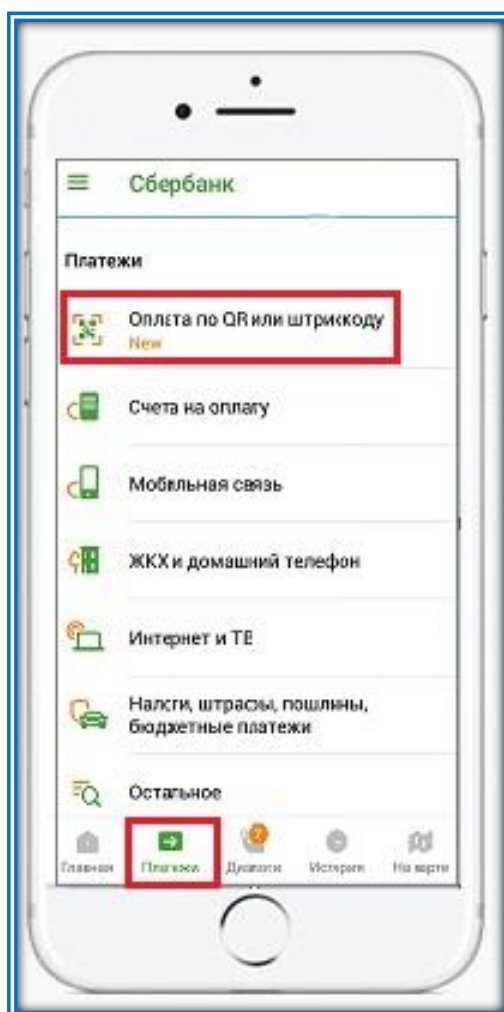 Сбербанк
Платежи
Оплата по QR или штрихкоду
New
Счета на оплату
Мобильная связь
ЖКХ и домашний телефон
Интернет и ТВ
Налоги, штрафы, пошлины,
бюджетные платежи
Остальное
Главная Платежи Диалоги История На карте